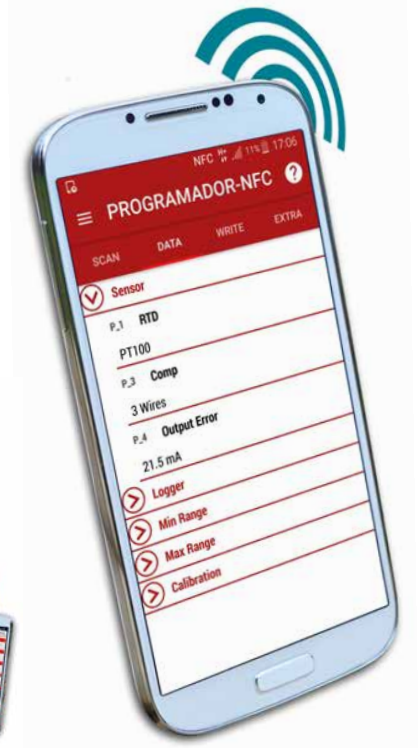 NFC 11% 17:06
PROGRAMADOR-NFC ?
SCAN DATA WRITE EXTRA
Sensor
P_1 RTD
PT100
P_3 Comp
3 Wires
P_4 Output Error
21.5 mA
Logger
Min Range
Max Range
Calibration